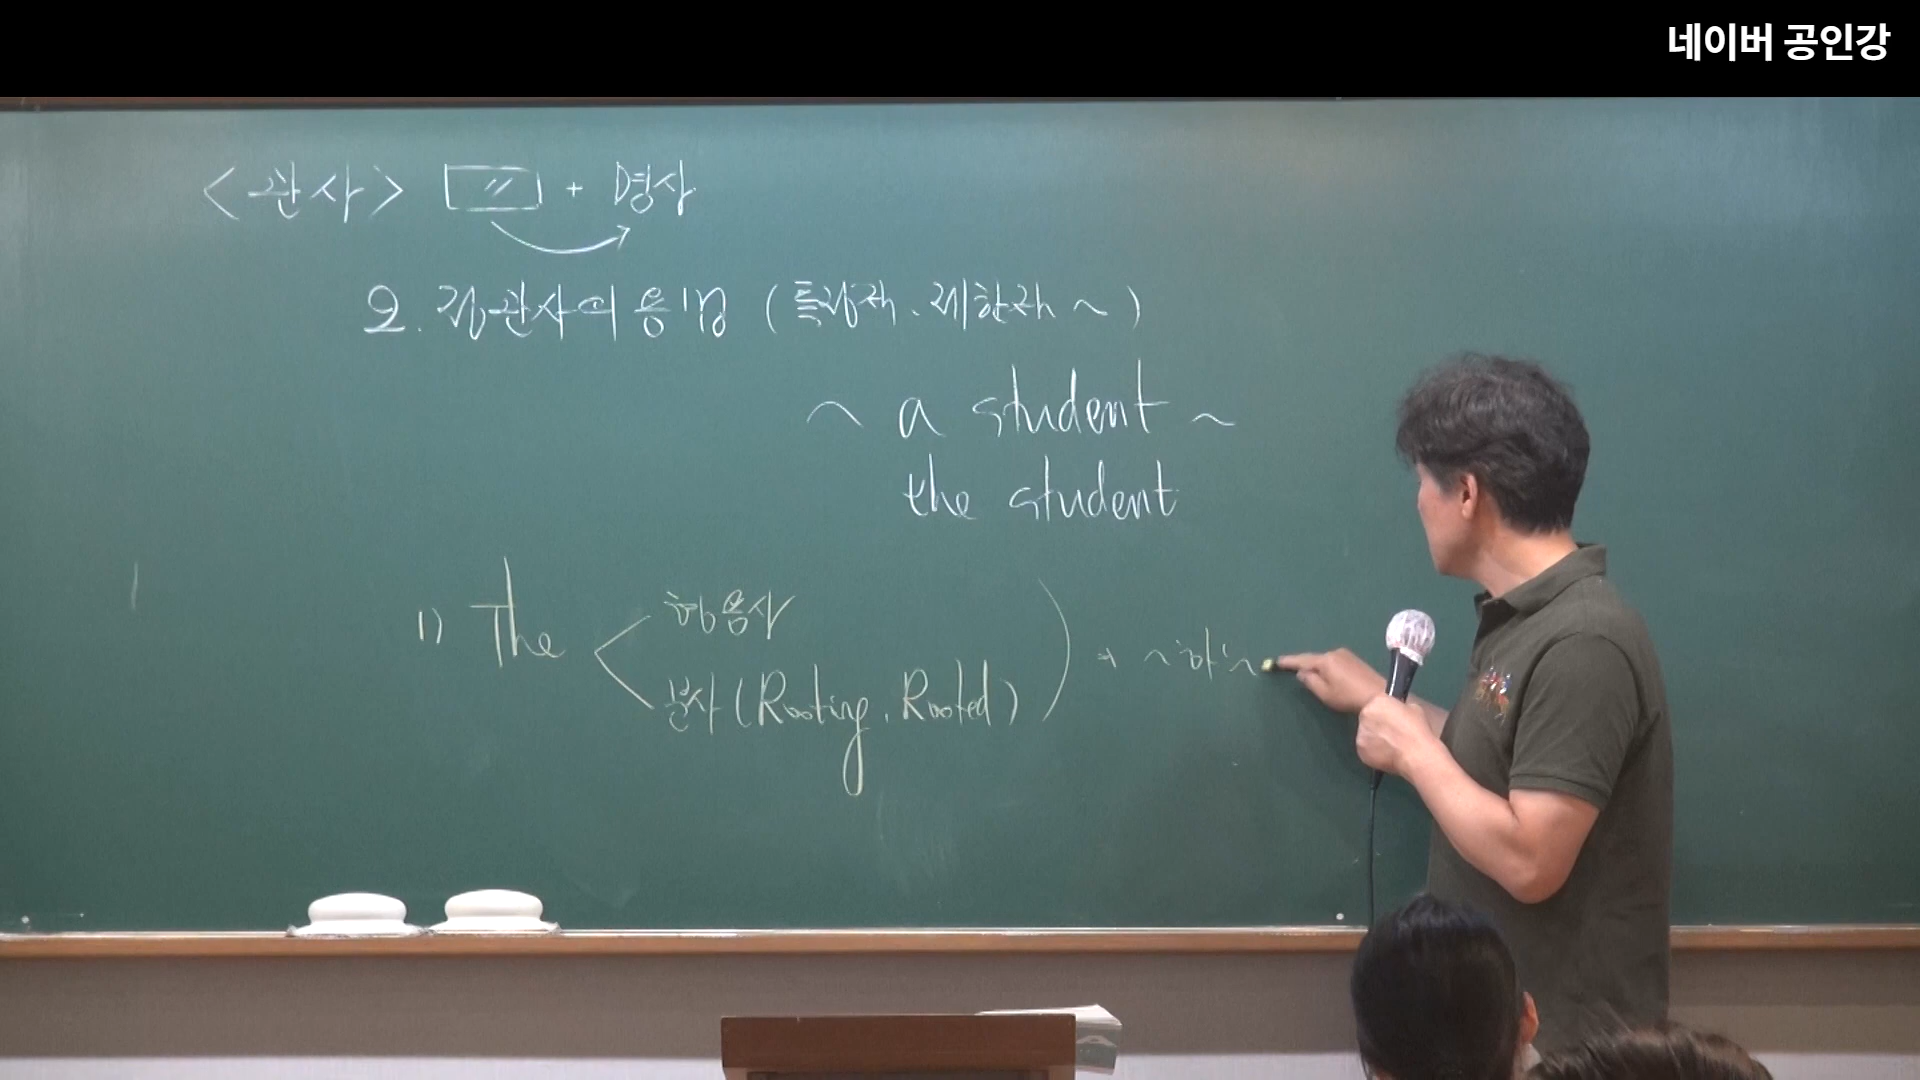 네이버 공인강
<관사> [ // ] + 명사
2. 정관사의 용법 (특정한, 제한한 ~)
~ a student ~
the student
1) The < 형용사
분사 (Rooting, Rooted) ) → ~하는